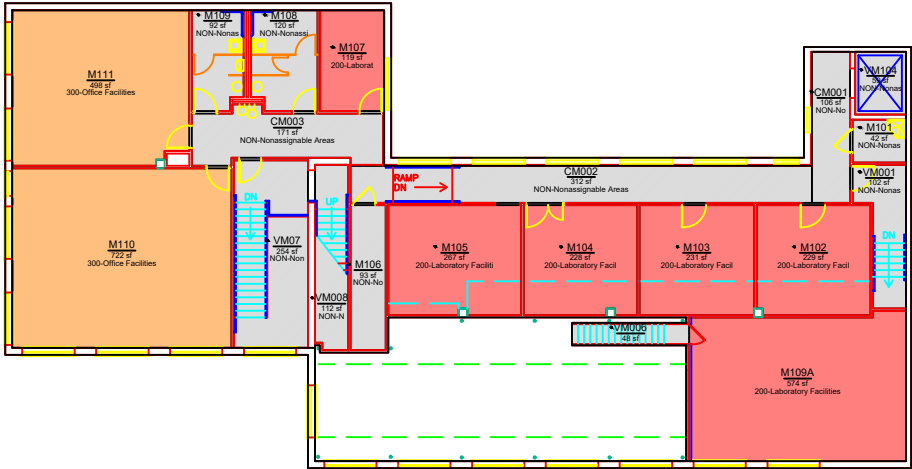 M109
92 sf
NON-Nonas
M108
120 sf
NON-Nonassi
M107
119 sf
200-Laborat
M111
498 sf
300-Office Facilities
CM003
171 sf
NON-Nonassignable Areas
VM104
NON-Nonas
CM001
106 sf
NON-No
M101
42 sf
NON-Nonas
CM002
312 sf
NON-Nonassignable Areas
RAMP
DN
VM001
102 sf
NON-Nonas
DN
UP
DN
M110
722 sf
300-Office Facilities
VM07
254 sf
NON-Non
M106
93 sf
NON-No
M105
267 sf
200-Laboratory Faciliti
M104
228 sf
200-Laboratory Facil
M103
231 sf
200-Laboratory Facil
M102
229 sf
200-Laboratory Facil
VM008
112 sf
NON-N
VM006
48 sf
M109A
574 sf
200-Laboratory Facilities